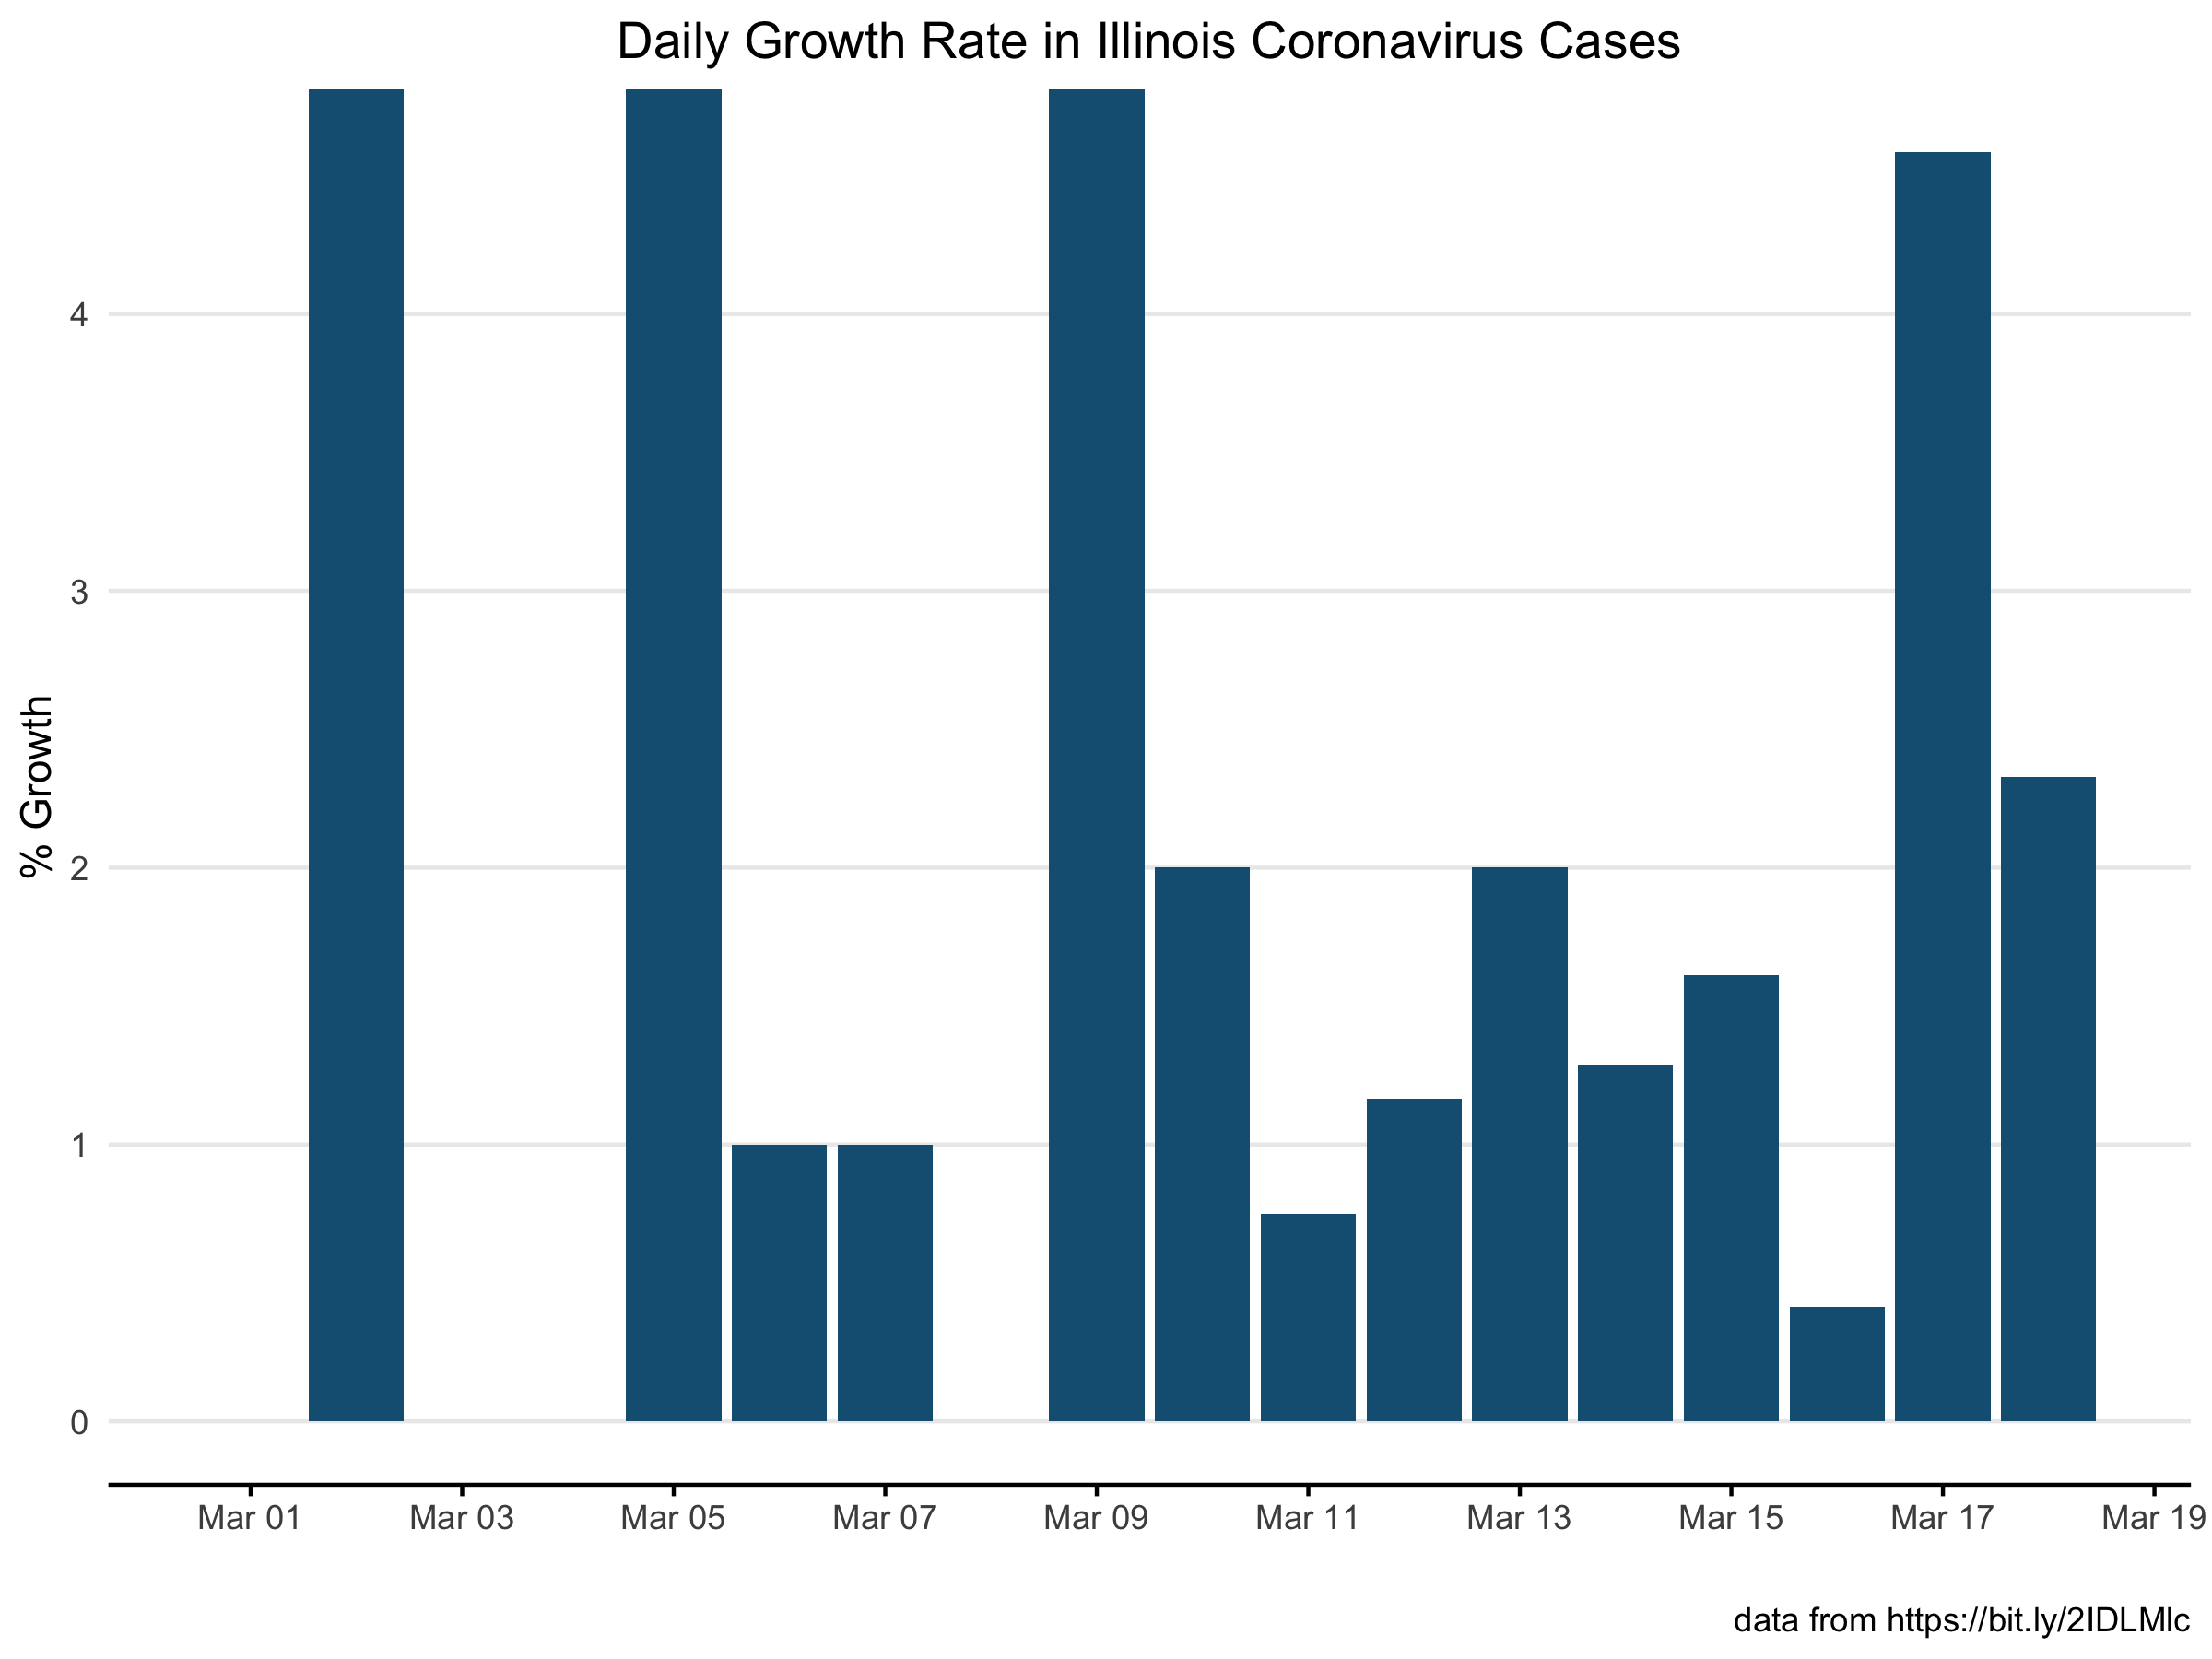 Daily Growth Rate in Illinois Coronavirus Cases
% Growth
4
3
2
1
0
Mar 01 Mar 03 Mar 05 Mar 07 Mar 09 Mar 11 Mar 13 Mar 15 Mar 17 Mar 19
data from https://bit.ly/2IDLMlc